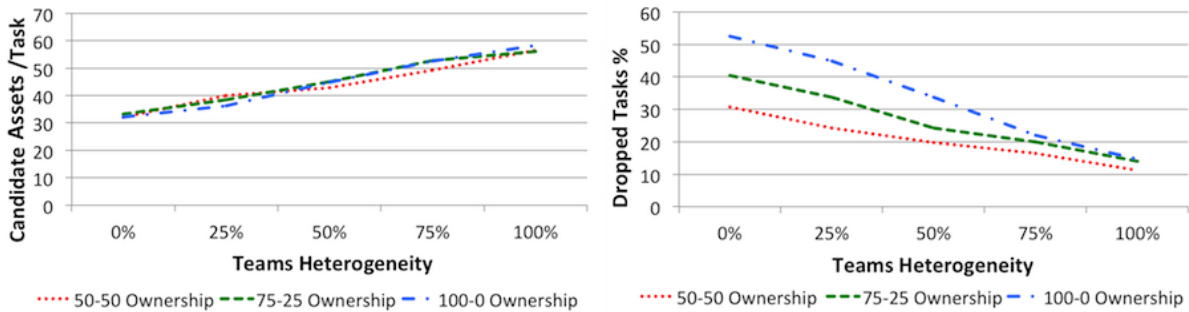 Candidate Assets /Task
70
60
50
40
30
20
10
0
0% 25% 50% 75% 100%
Teams Heterogeneity
50-50 Ownership 75-25 Ownership 100-0 Ownership
Dropped Tasks %
60
50
40
30
20
10
0
0% 25% 50% 75% 100%
Teams Heterogeneity
50-50 Ownership 75-25 Ownership 100-0 Ownership